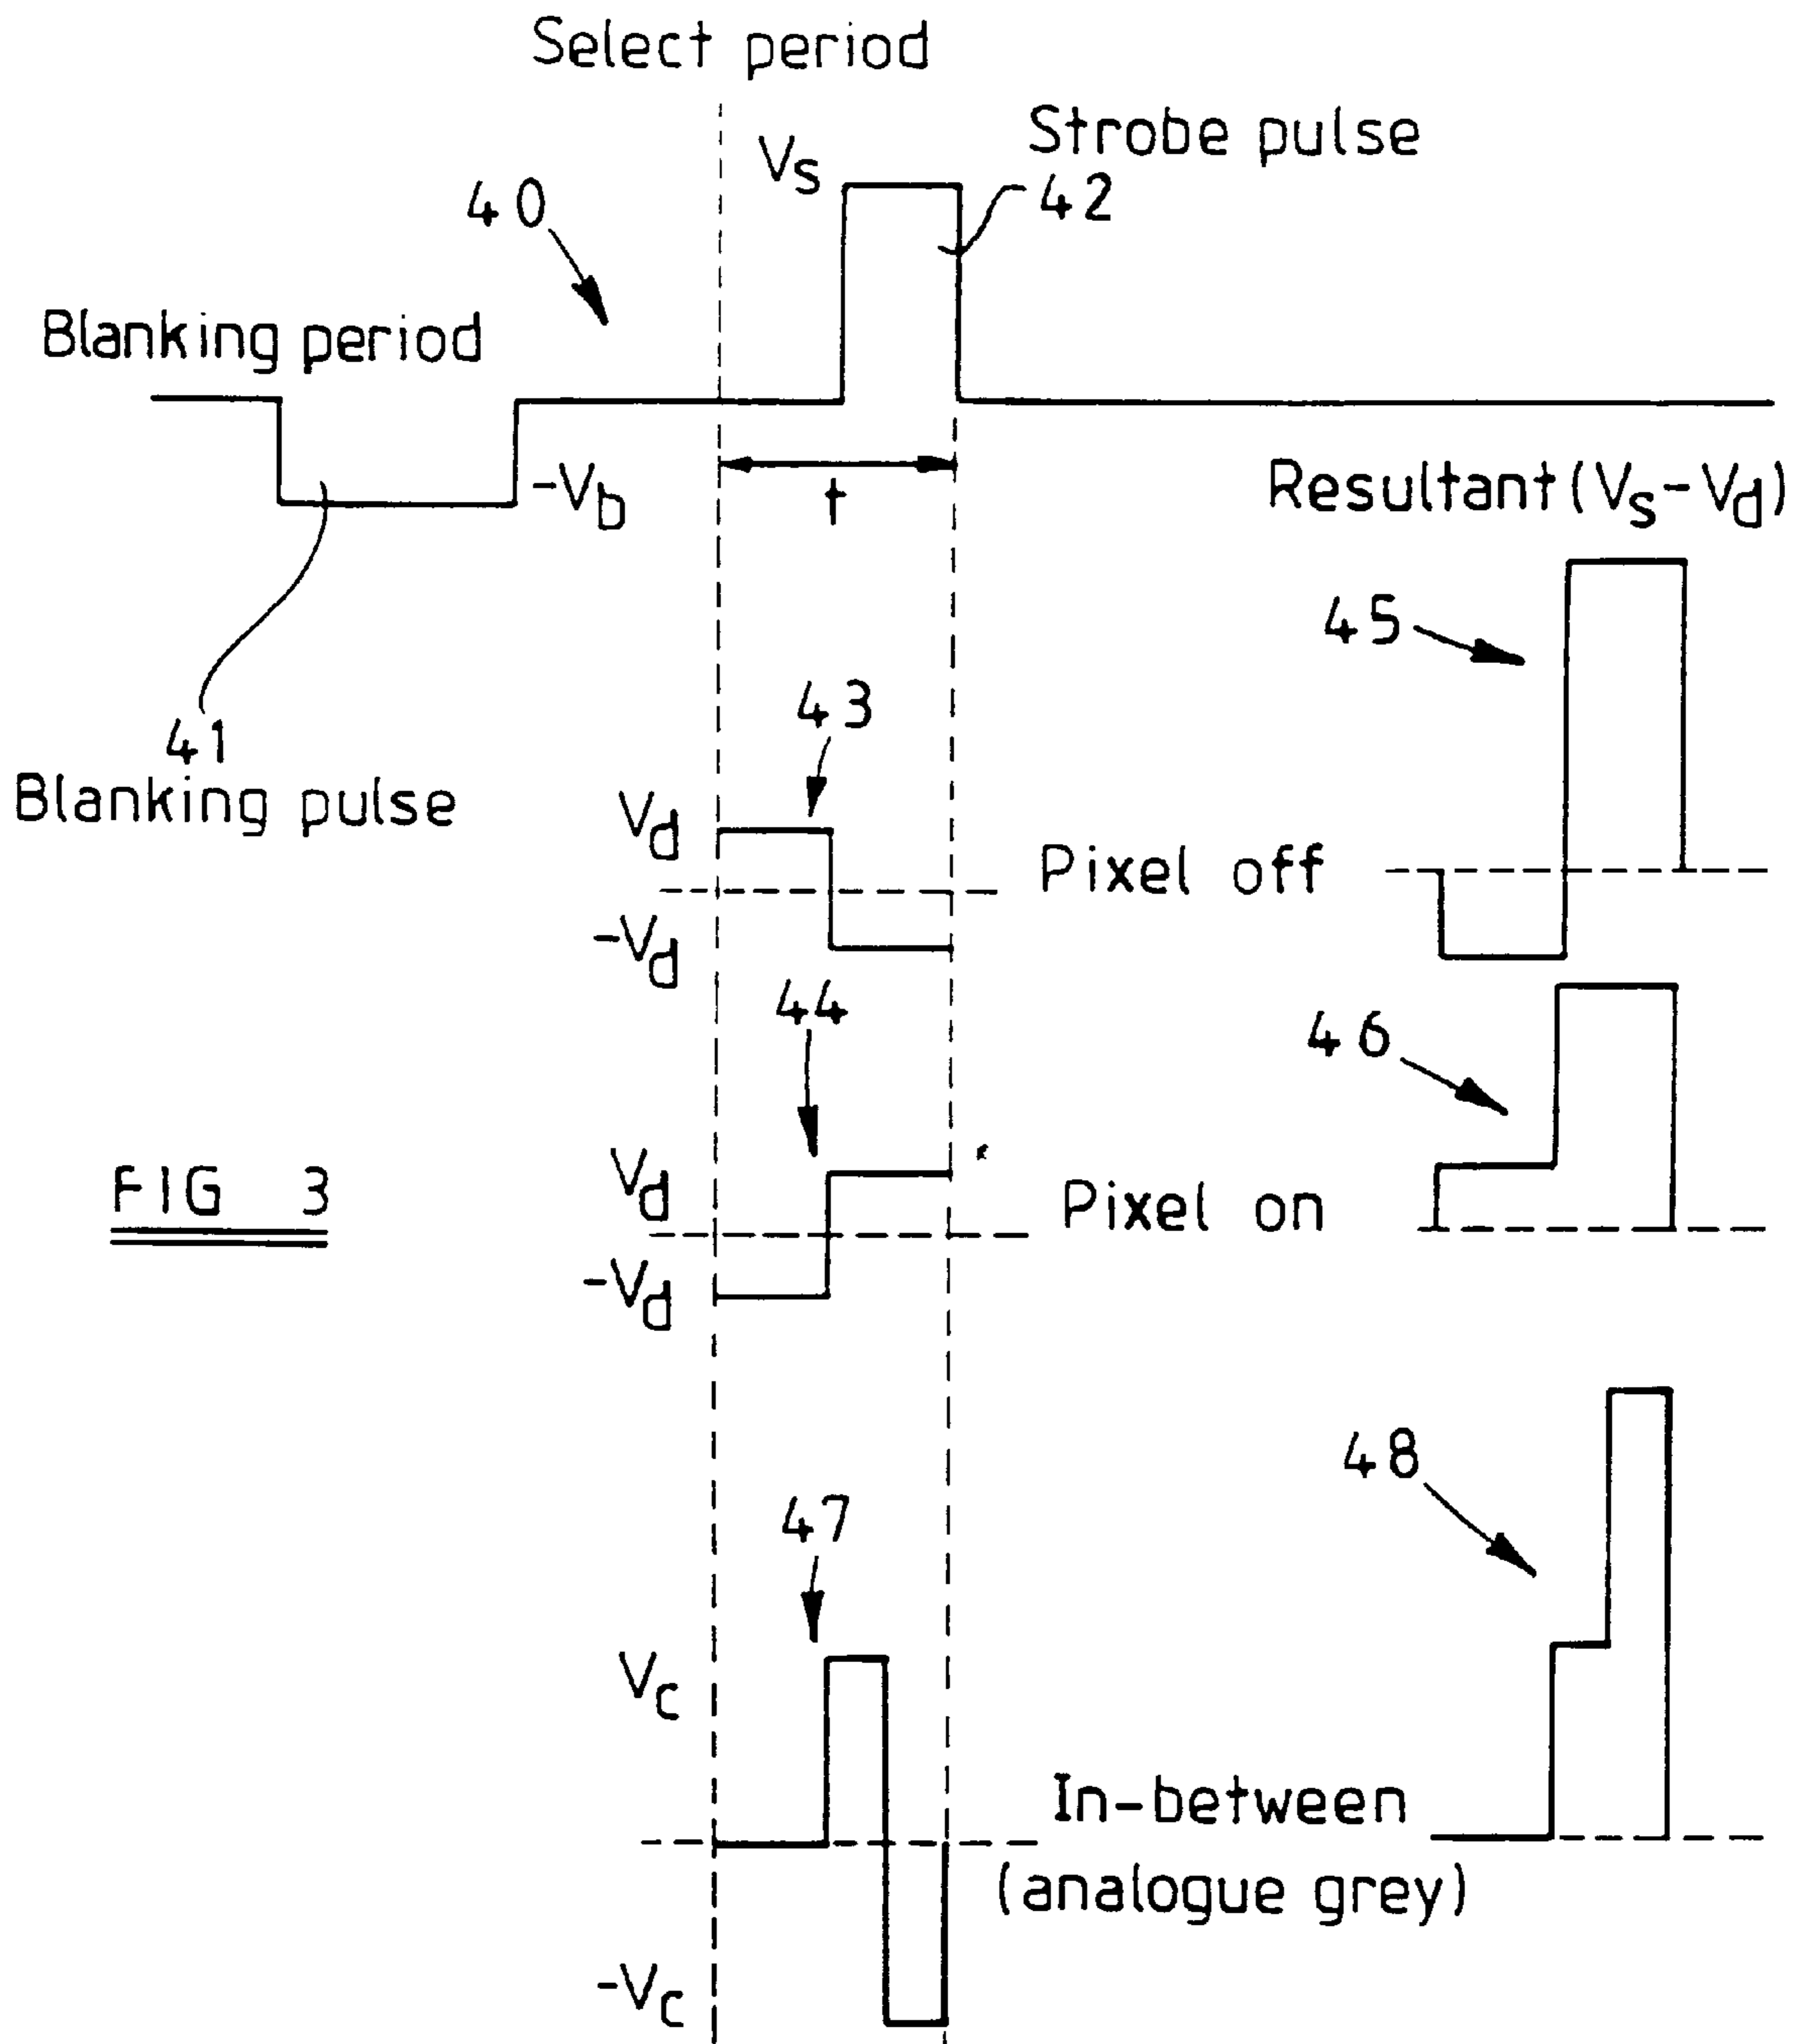 Select period
Strobe pulse
Vs
42
40
Blanking period
-Vb
t
Resultant (Vs-Vd)
45
41
Blanking pulse
43
Vd
Pixel off
-Vd
44
46
FIG 3
Vd
Pixel on
-Vd
48
47
Vc
In-between
(analogue grey)
-Vc